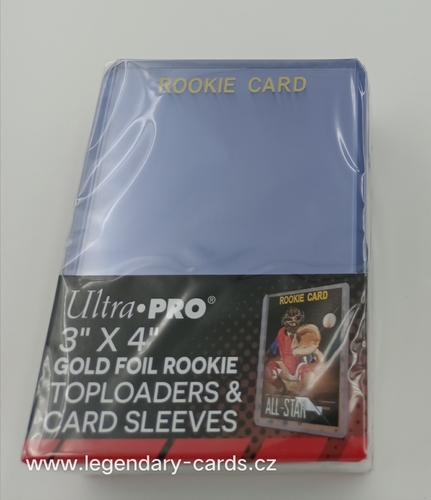 ROOKIE CARD
Ultra•PRO®
3" X 4"
GOLD FOIL ROOKIE
TOPLOADERS &
CARD SLEEVES
ROOKIE CARD
ALL-STAR
www.legendary-cards.cz